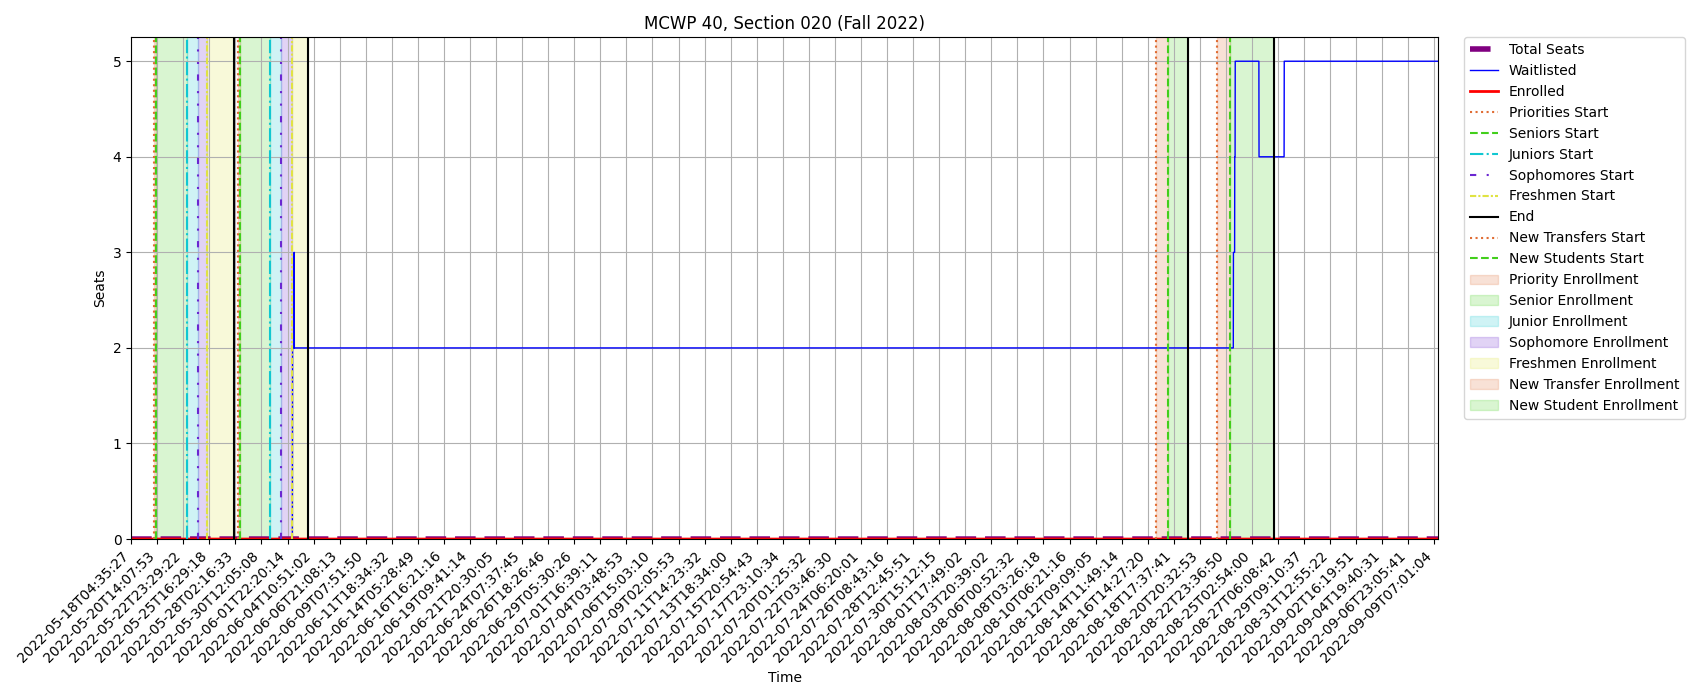 MCWP 40, Section 020 (Fall 2022)
Seats
5
4
3
2
1
0
2022-05-18T04:35:27
2022-05-20T14:07:53
2022-05-22T23:29:22
2022-05-25T16:29:18
2022-05-28T02:16:33
2022-05-30T12:05:08
2022-06-01T22:20:14
2022-06-04T10:51:02
2022-06-06T21:08:13
2022-06-09T07:51:50
2022-06-11T18:34:32
2022-06-14T05:28:49
2022-06-16T16:21:16
2022-06-19T09:41:14
2022-06-21T20:30:05
2022-06-24T07:37:45
2022-06-26T18:26:46
2022-06-29T05:30:26
2022-07-01T16:39:11
2022-07-04T03:48:53
2022-07-06T15:03:10
2022-07-09T02:05:53
2022-07-11T14:23:32
2022-07-13T18:34:00
2022-07-15T20:54:43
2022-07-17T23:10:34
2022-07-20T01:25:32
2022-07-24T06:20:01
2022-07-26T08:43:16
2022-07-28T12:45:51
2022-07-30T15:12:15
2022-08-01T17:49:02
2022-08-03T20:39:02
2022-08-06T00:52:32
2022-08-08T03:26:18
2022-08-10T06:21:16
2022-08-12T09:09:05
2022-08-14T11:49:14
2022-08-16T14:27:20
2022-08-18T17:37:41
2022-08-20T20:32:53
2022-08-22T23:36:50
2022-08-25T02:54:00
2022-08-27T06:08:42
2022-08-29T09:10:37
2022-08-31T12:55:22
2022-09-02T16:19:51
2022-09-04T19:40:31
2022-09-06T23:05:41
2022-09-09T07:01:04
Time
Total Seats
Waitlisted
Enrolled
Priorities Start
Seniors Start
Juniors Start
Sophomores Start
Freshmen Start
End
New Transfers Start
New Students Start
Priority Enrollment
Senior Enrollment
Junior Enrollment
Sophomore Enrollment
Freshmen Enrollment
New Transfer Enrollment
New Student Enrollment